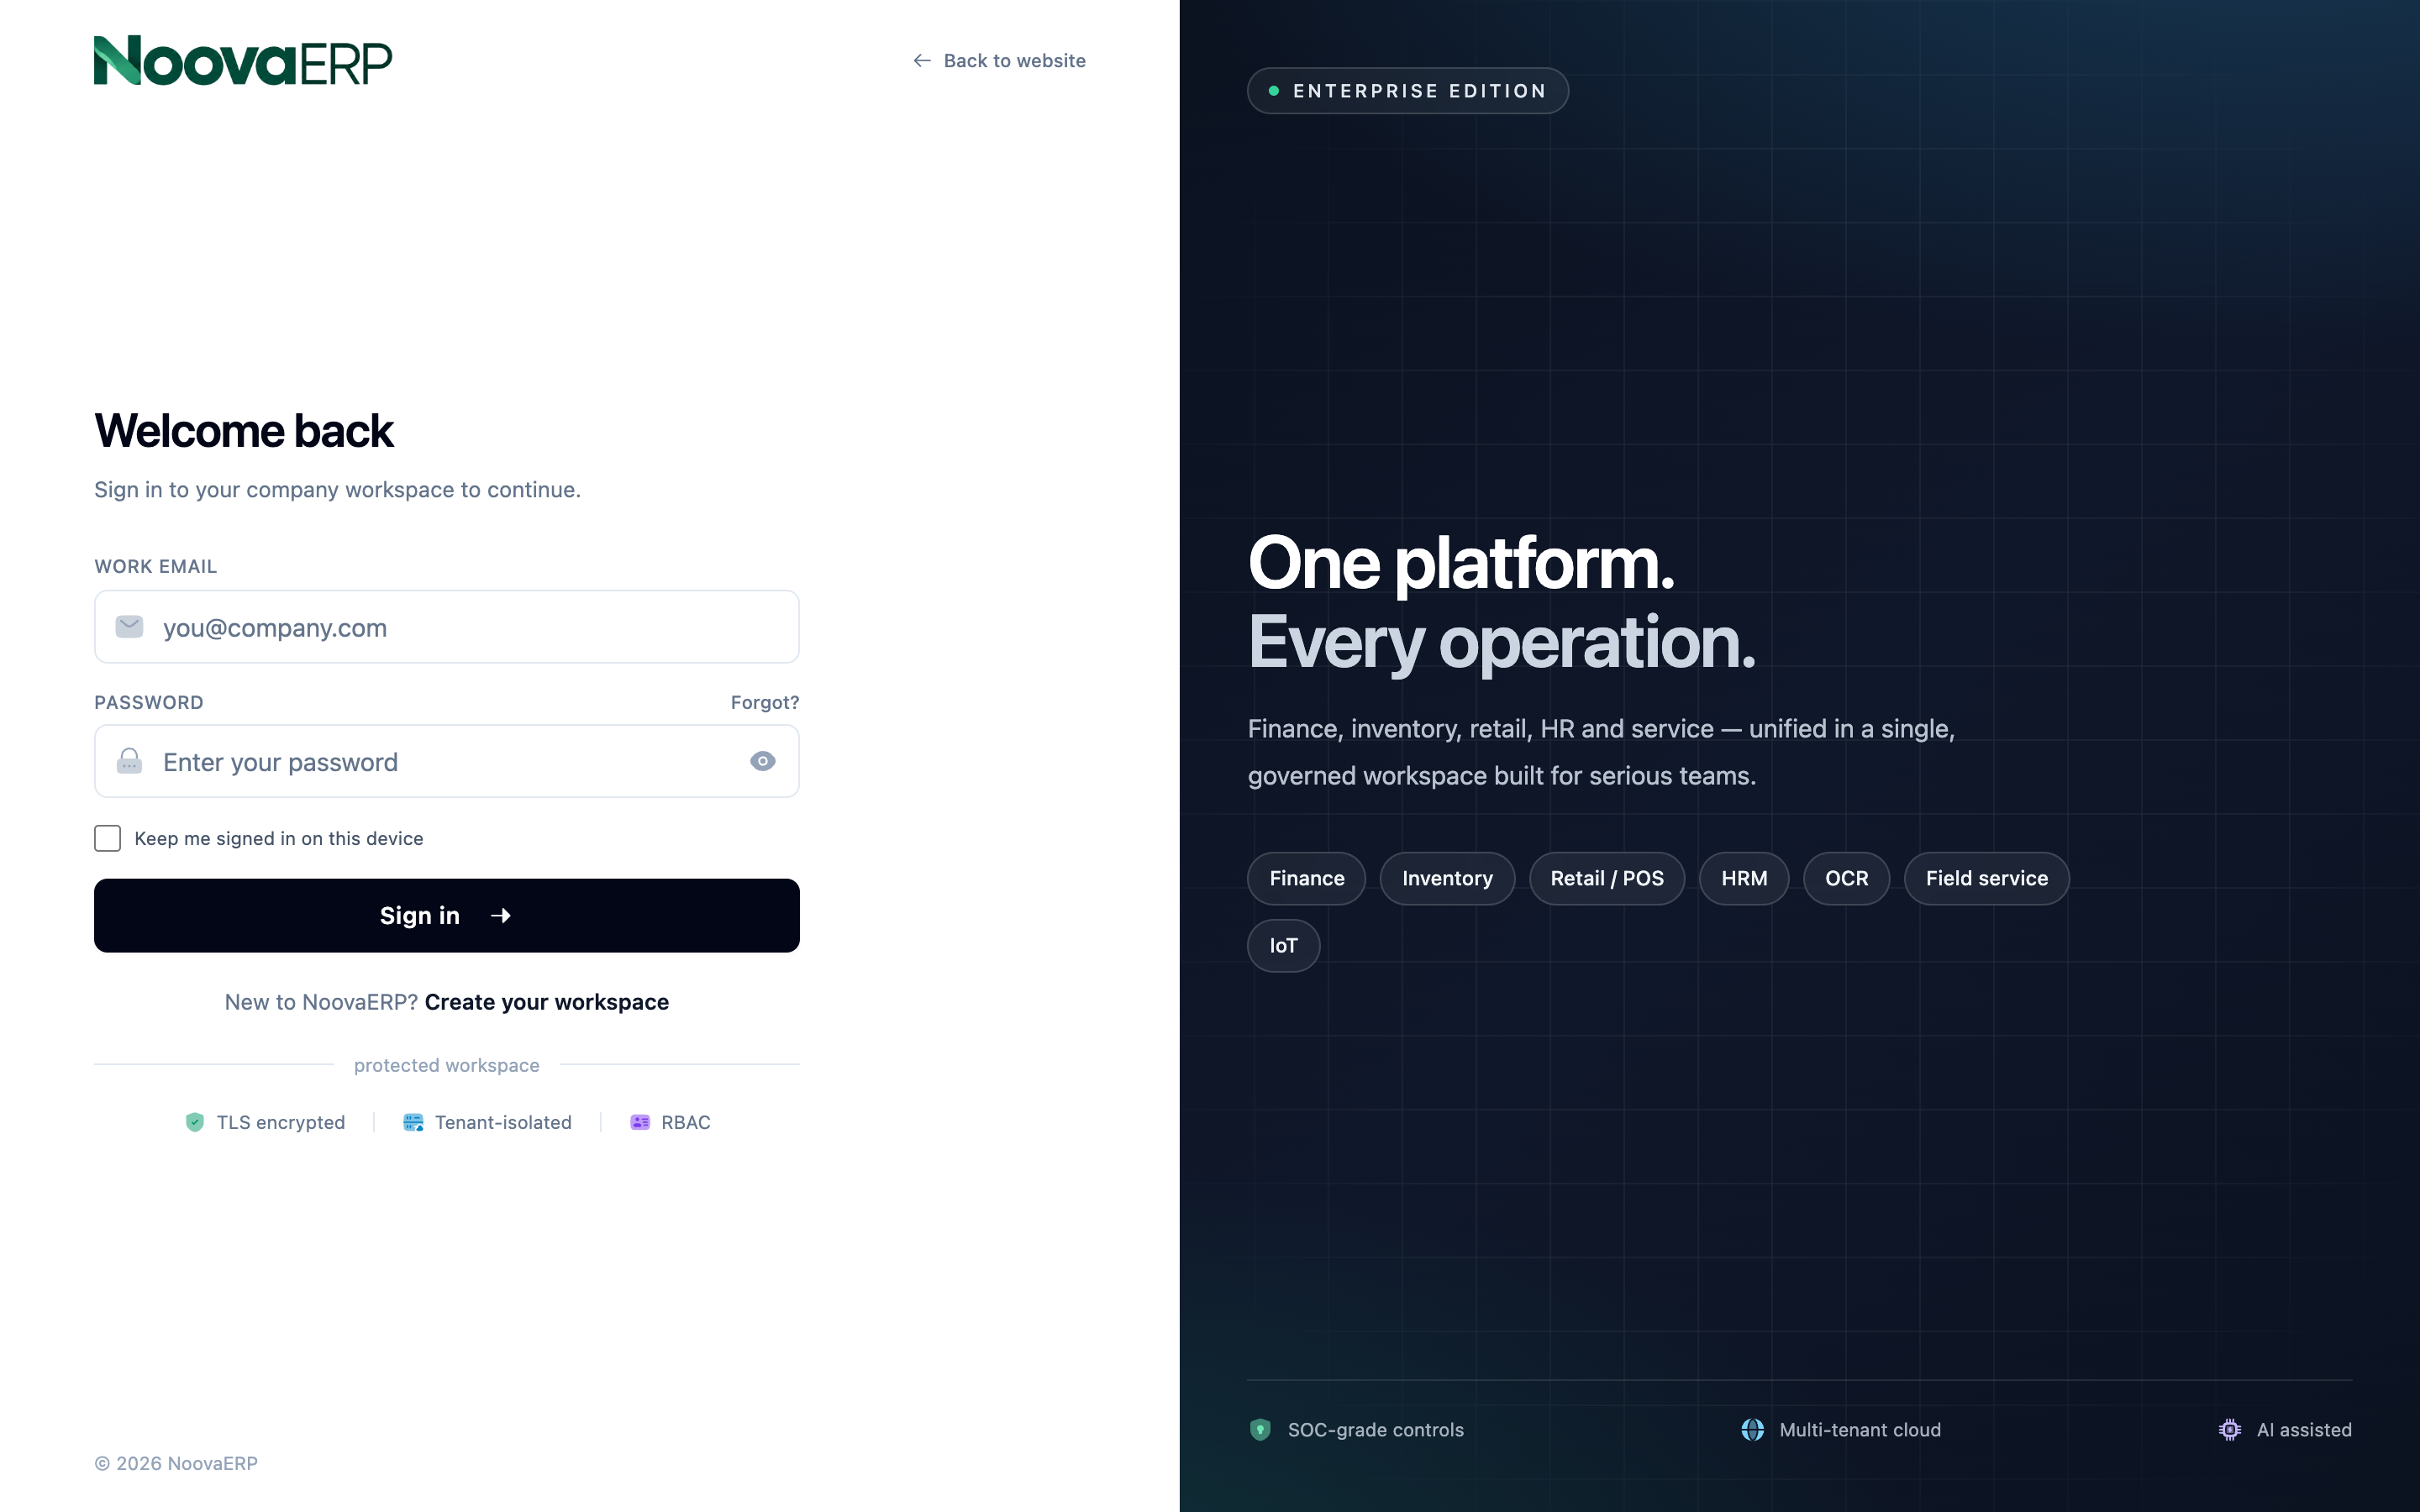 NoovaERP
← Back to website
Welcome back
Sign in to your company workspace to continue.
WORK EMAIL
you@company.com
PASSWORD
Forgot?
Enter your password
Keep me signed in on this device
Sign in →
New to NoovaERP? Create your workspace
protected workspace
TLS encrypted
Tenant-isolated
RBAC
© 2026 NoovaERP
ENTERPRISE EDITION
One platform.
Every operation.
Finance, inventory, retail, HR and service — unified in a single,
governed workspace built for serious teams.
Finance
Inventory
Retail / POS
HRM
OCR
Field service
IoT
SOC-grade controls
Multi-tenant cloud
AI assisted